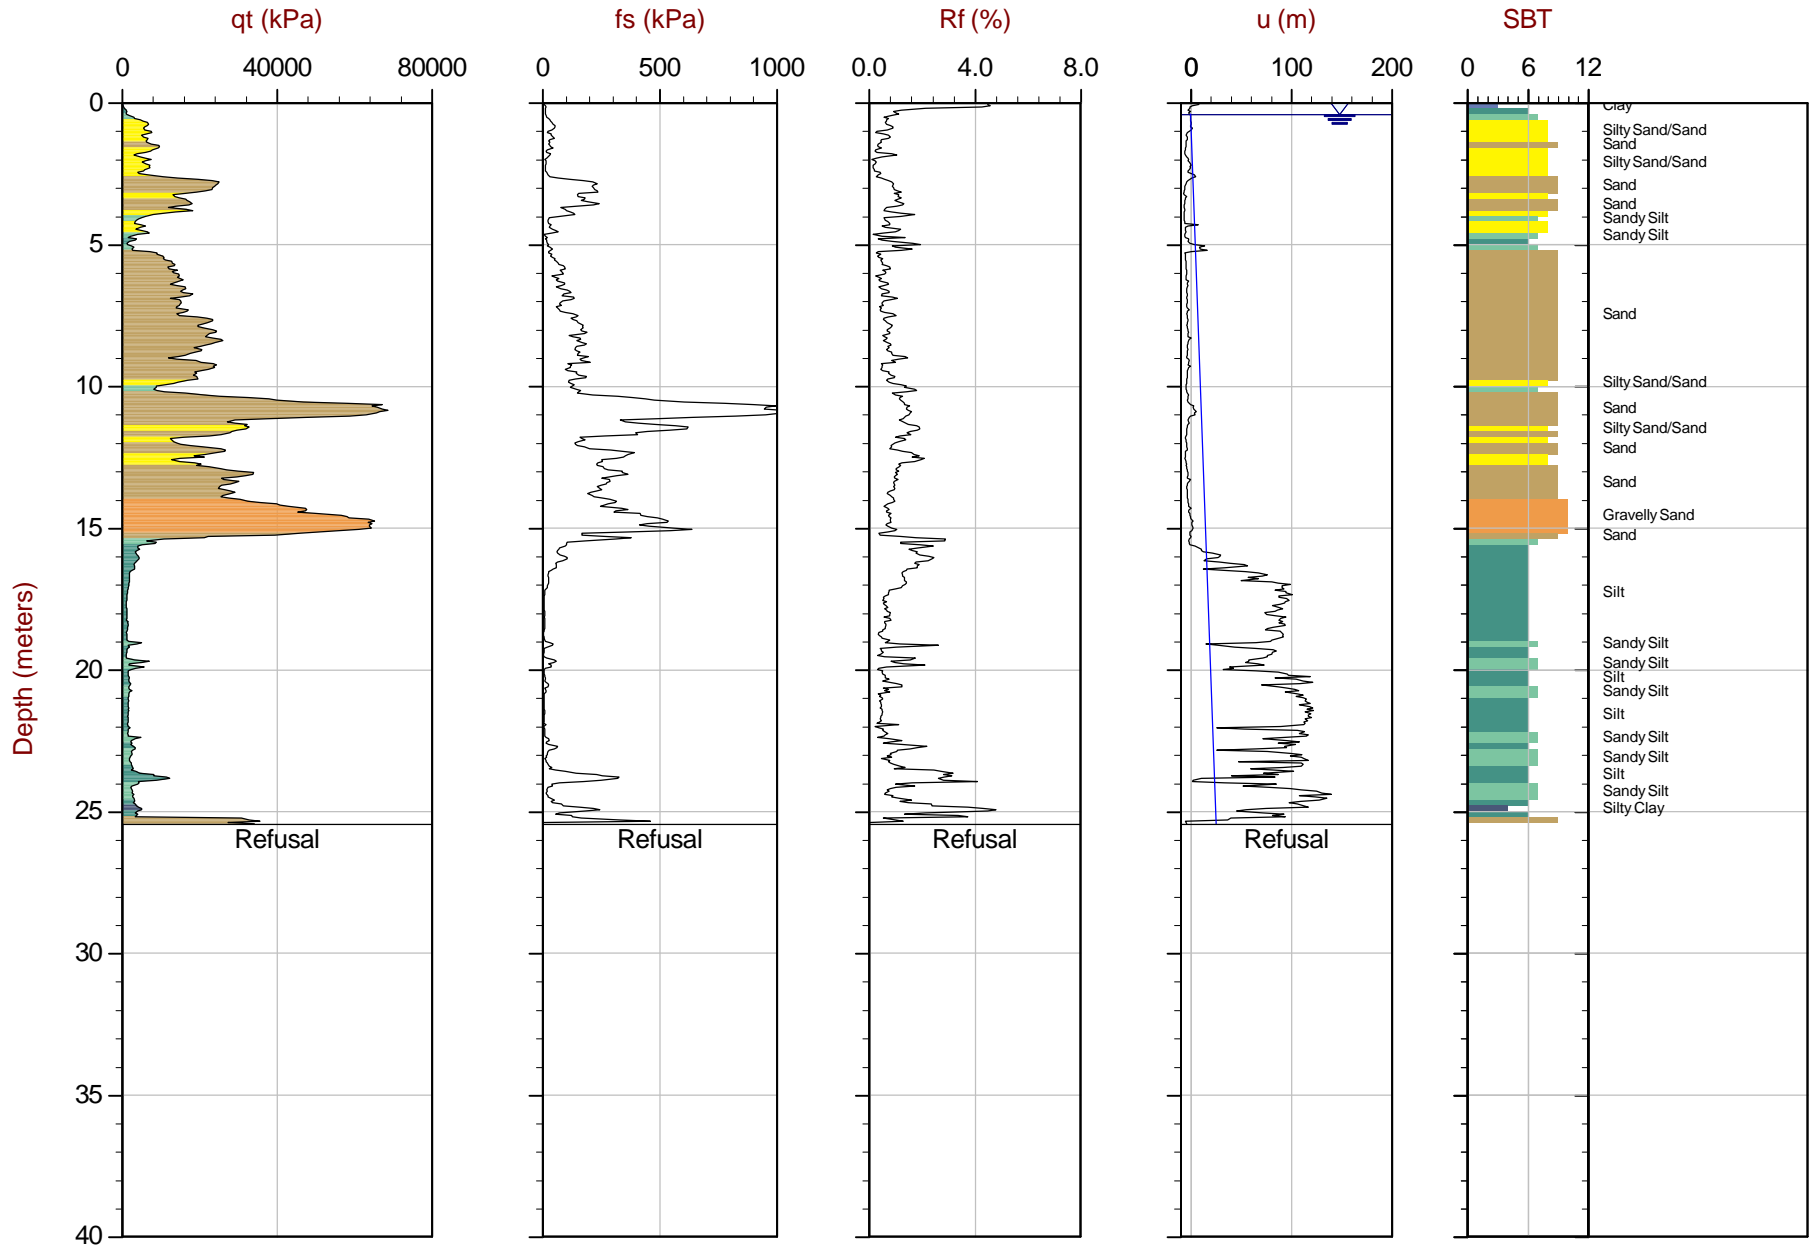 qt (kPa) fs (kPa) Rf (%) u (m) SBT
0 40000 80000 0 500 1000 0.0 4.0 8.0 0 100 200 0 6 12
0
Clay
Silty Sand/Sand
Sand
Silty Sand/Sand
Sand
Sand
Sandy Silt
Sandy Silt
5
Sand
Silty Sand/Sand
10
Sand
Silty Sand/Sand
Sand
Sand
Gravelly Sand
15
Sand
Silt
Sandy Silt
Sandy Silt
20
Silt
Sandy Silt
Silt
Sandy Silt
Sandy Silt
Silt
Sandy Silt
Silty Clay
25
Refusal Refusal Refusal Refusal
30
35
40
Depth (meters)